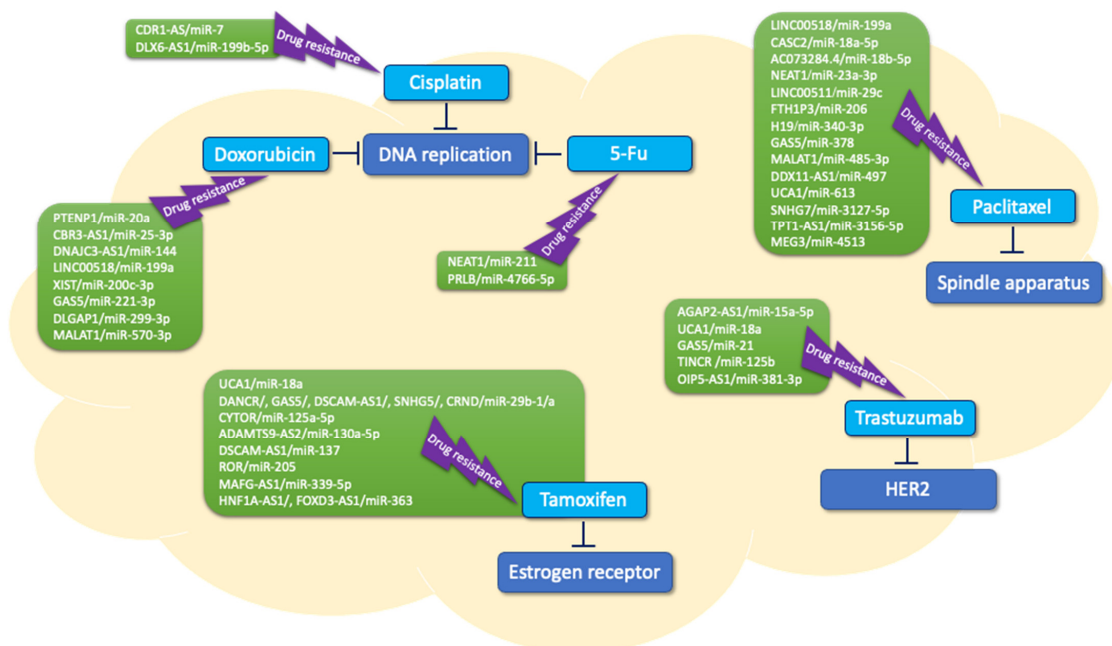 CDR1-AS/miR-7
DLX6-AS1/miR-199b-5p
Drug resistance
Cisplatin
Doxorubicin
DNA replication
5-Fu
Drug resistance
PTENP1/miR-20a
CBR3-AS1/miR-25-3p
DNAJC3-AS1/miR-144
LINC00518/miR-199a
XIST/miR-200c-3p
GAS5/miR-221-3p
DLGAP1/miR-299-3p
MALAT1/miR-570-3p
Drug resistance
NEAT1/miR-211
PRLB/miR-4766-5p
LINC00518/miR-199a
CASC2/miR-18a-5p
AC073284.4/miR-18b-5p
NEAT1/miR-23a-3p
LINC00511/miR-29c
FTH1P3/miR-206
H19/miR-340-3p
GAS5/miR-378
MALAT1/miR-485-3p
DDX11-AS1/miR-497
UCA1/miR-613
SNHG7/miR-3127-5p
TPT1-AS1/miR-3156-5p
MEG3/miR-4513
Drug resistance
Paclitaxel
Spindle apparatus
AGAP2-AS1/miR-15a-5p
UCA1/miR-18a
GAS5/miR-21
TINCR /miR-125b
OIP5-AS1/miR-381-3p
Drug resistance
Trastuzumab
HER2
UCA1/miR-18a
DANCR/, GAS5/, DSCAM-AS1/, SNHG5/, CRND/miR-29b-1/a
CYTOR/miR-125a-5p
ADAMTS9-AS2/miR-130a-5p
DSCAM-AS1/miR-137
ROR/miR-205
MAFG-AS1/miR-339-5p
HNF1A-AS1/, FOXD3-AS1/miR-363
Drug resistance
Tamoxifen
Estrogen receptor